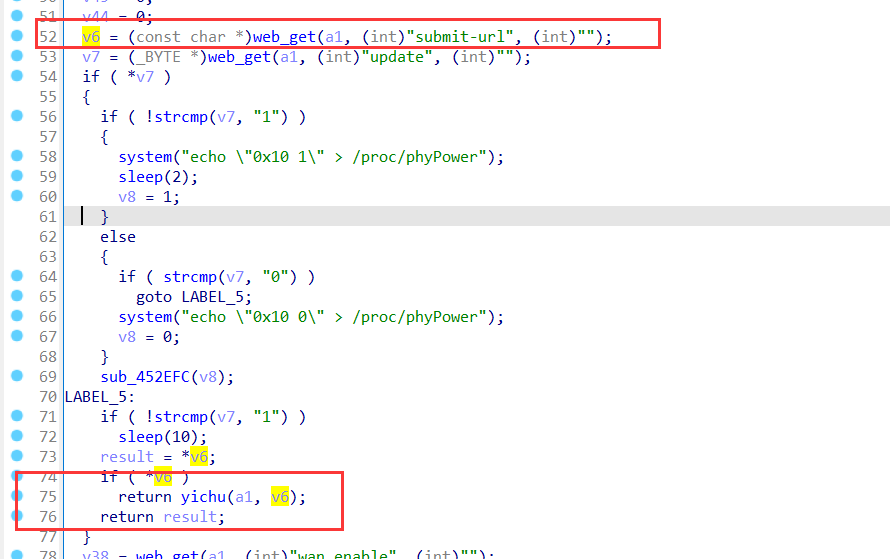 51 v44 = 0;
52 v6 = (const char *)web_get(a1, (int)"submit-url", (int)"");
53 v7 = (_BYTE *)web_get(a1, (int)"update", (int)"");
54 if ( *v7 )
55 {
56 if ( !strcmp(v7, "1") )
57 {
58 system("echo \"0x10 1\" > /proc/phyPower");
59 sleep(2);
60 v8 = 1;
61 }
62 else
63 {
64 if ( strcmp(v7, "0") )
65 goto LABEL_5;
66 system("echo \"0x10 0\" > /proc/phyPower");
67 v8 = 0;
68 }
69 sub_452EFC(v8);
70 LABEL_5:
71 if ( !strcmp(v7, "1") )
72 sleep(10);
73 result = *v6;
74 if ( *v6 )
75 return yichu(a1, v6);
76 return result;
77 }
78 v38 = web_get(a1, (int)"wan_enable", (int)"");